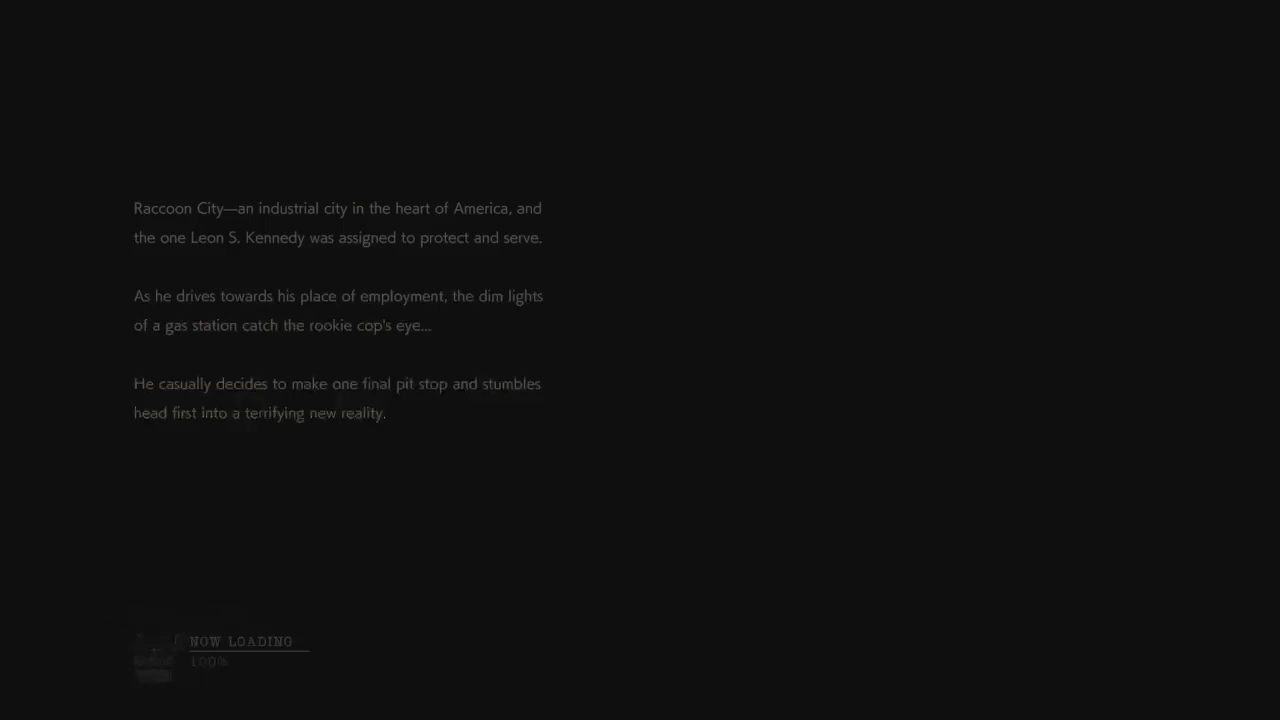 Raccoon City—an industrial city in the heart of America, and
the one Leon S. Kennedy was assigned to protect and serve.
As he drives towards his place of employment, the dim lights
of a gas station catch the rookie cop's eye...
He casually decides to make one final pit stop and stumbles
head first into a terrifying new reality.
NOW LOADING
100%